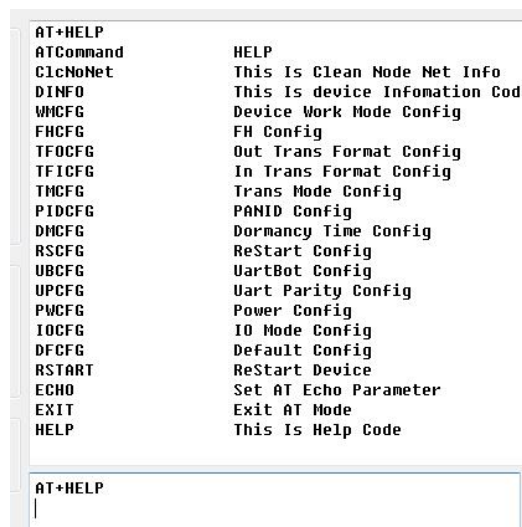 AT+HELP
ATCommand HELP
ClcNoNet This Is Clean Node Net Info
DINFO This Is device Infomation Cod
WMCFG Device Work Mode Config
FHCFG FH Config
TFOCFG Out Trans Format Config
TFICFG In Trans Format Config
TMCFG Trans Mode Config
PIDCFG PANID Config
DMCFG Dormancy Time Config
RSCFG ReStart Config
UBCFG UartBot Config
UPCFG Uart Parity Config
PWCFG Power Config
IOCFG IO Mode Config
DFCFG Default Config
RSTART ReStart Device
ECHO Set AT Echo Parameter
EXIT Exit AT Mode
HELP This Is Help Code
AT+HELP